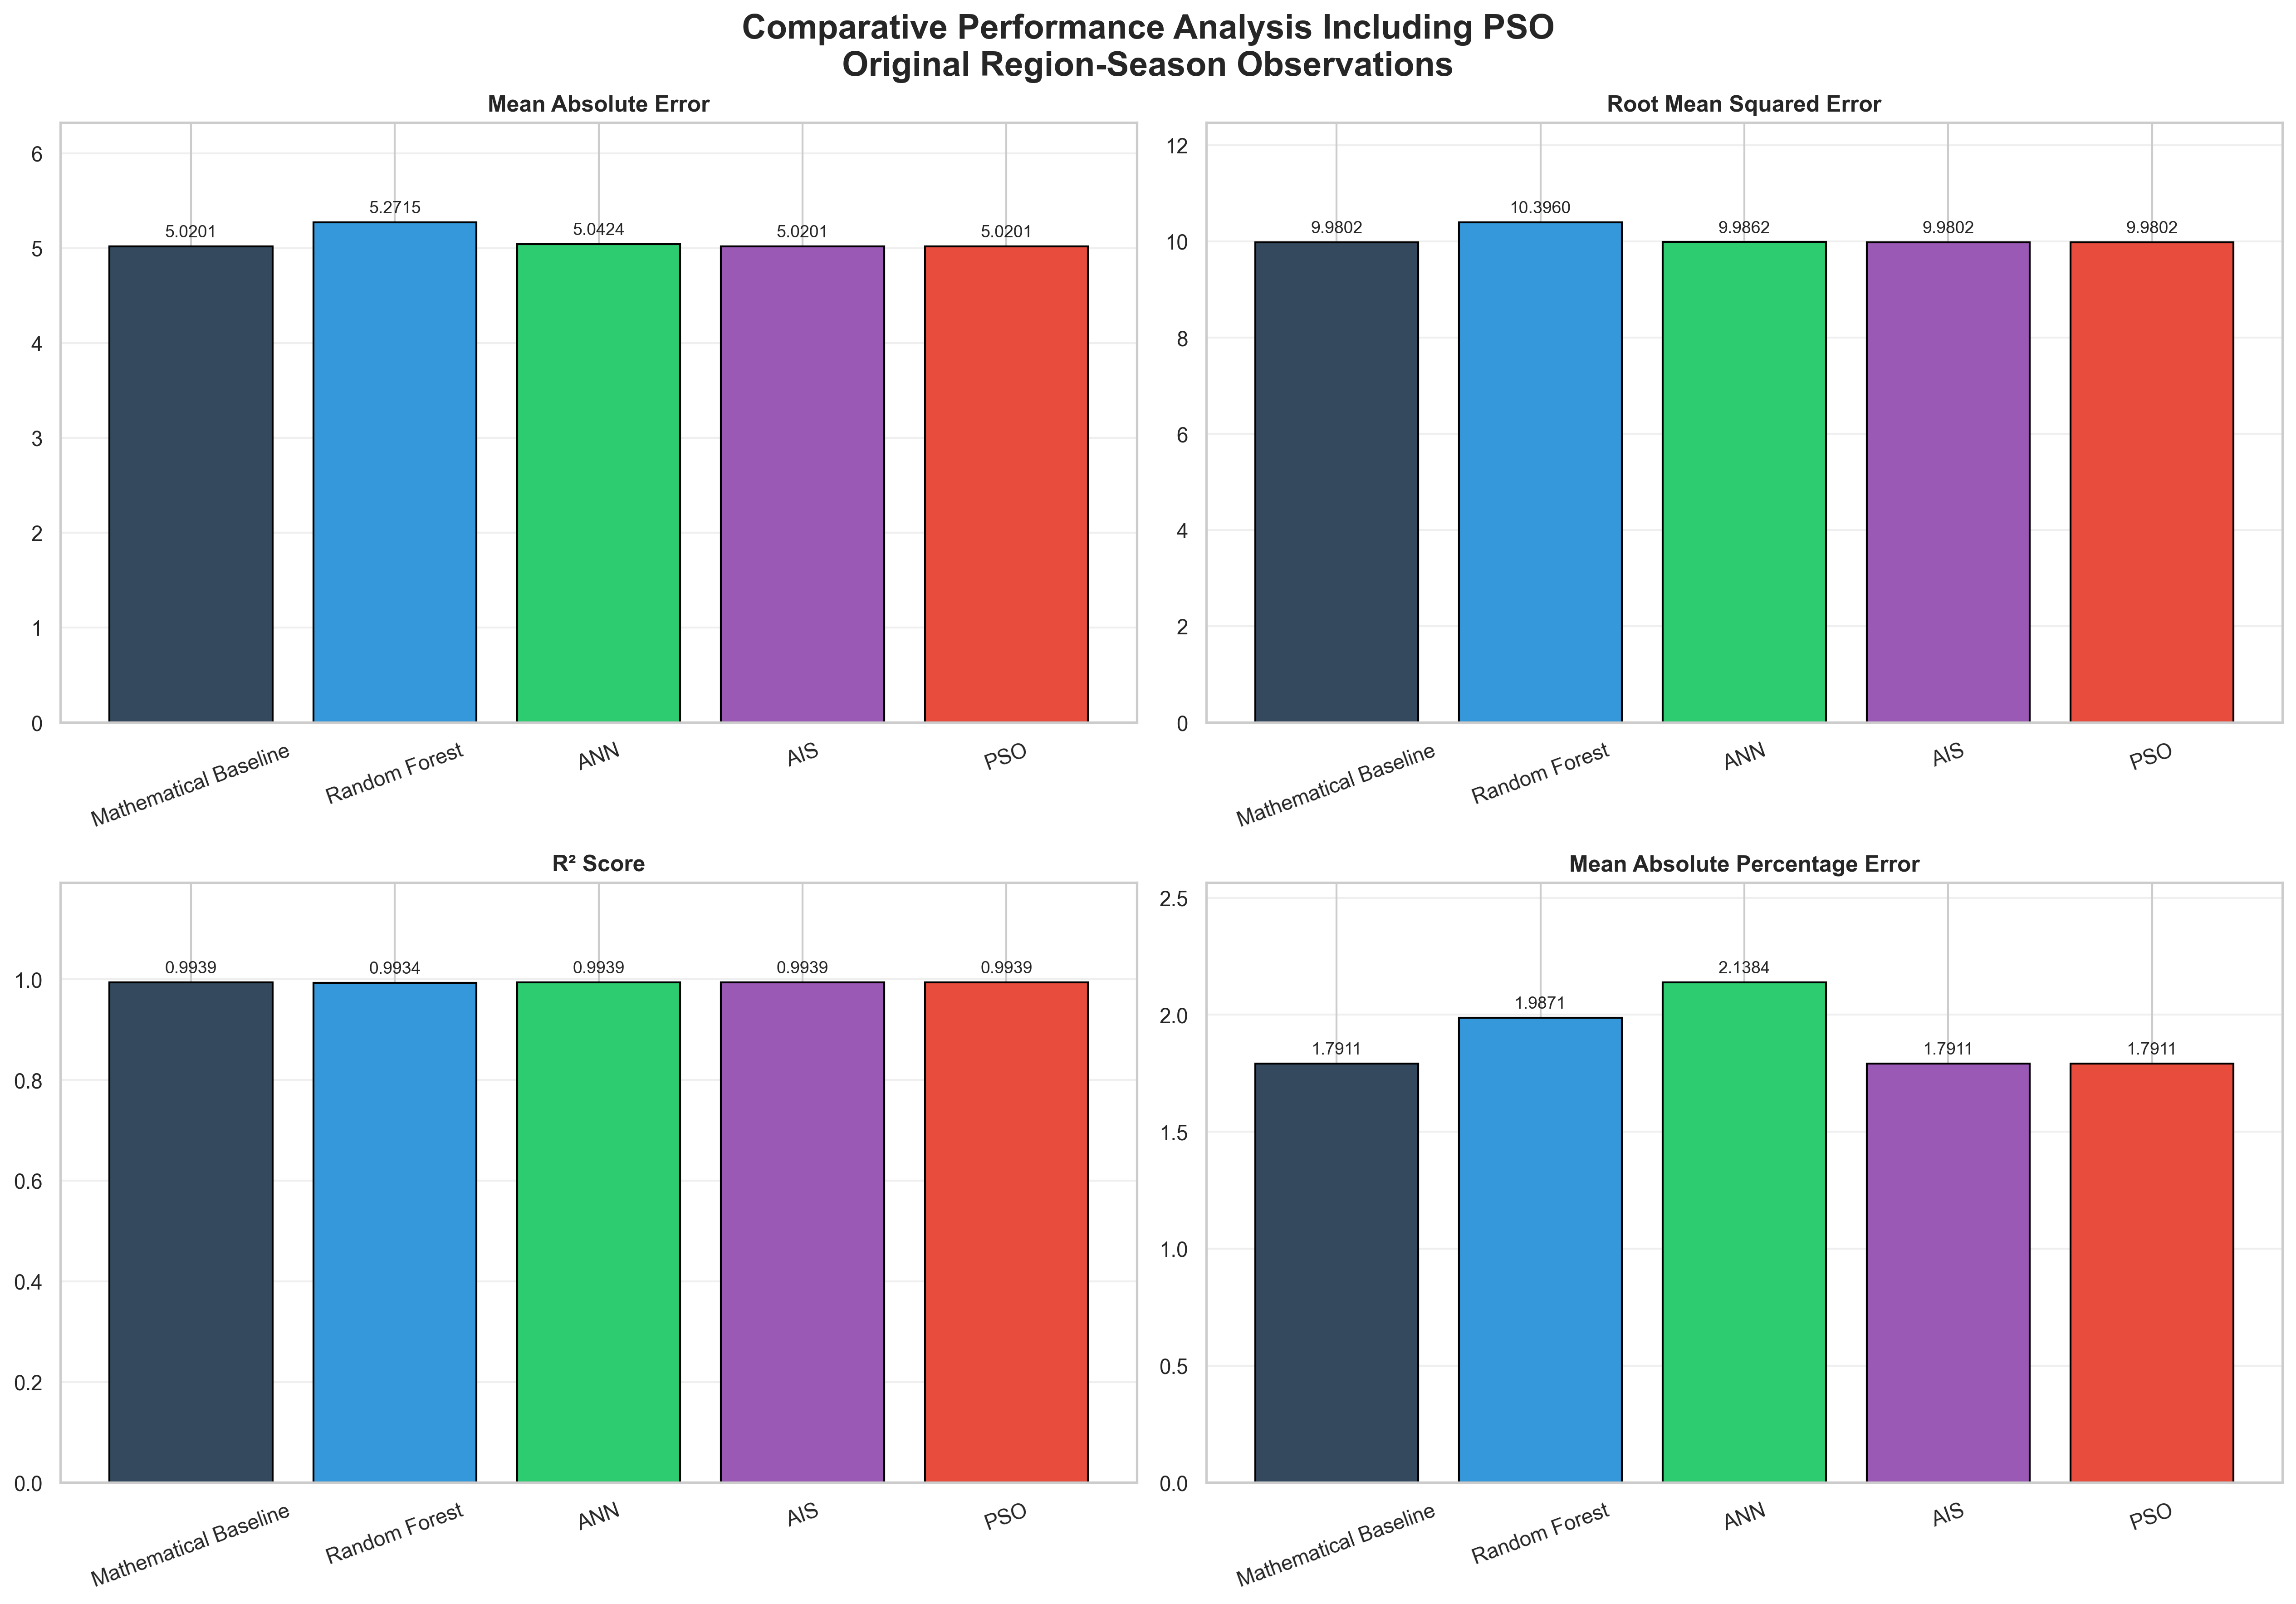 Comparative Performance Analysis Including PSO
Original Region-Season Observations
Mean Absolute Error
6
5
4
3
2
1
0
5.0201
5.2715
5.0424
5.0201
5.0201
Mathematical Baseline
Random Forest
ANN
AIS
PSO
Root Mean Squared Error
12
10
8
6
4
2
0
9.9802
10.3960
9.9862
9.9802
9.9802
Mathematical Baseline
Random Forest
ANN
AIS
PSO
R² Score
1.0
0.8
0.6
0.4
0.2
0.0
0.9939
0.9934
0.9939
0.9939
0.9939
Mathematical Baseline
Random Forest
ANN
AIS
PSO
Mean Absolute Percentage Error
2.5
2.0
1.5
1.0
0.5
0.0
1.7911
1.9871
2.1384
1.7911
1.7911
Mathematical Baseline
Random Forest
ANN
AIS
PSO